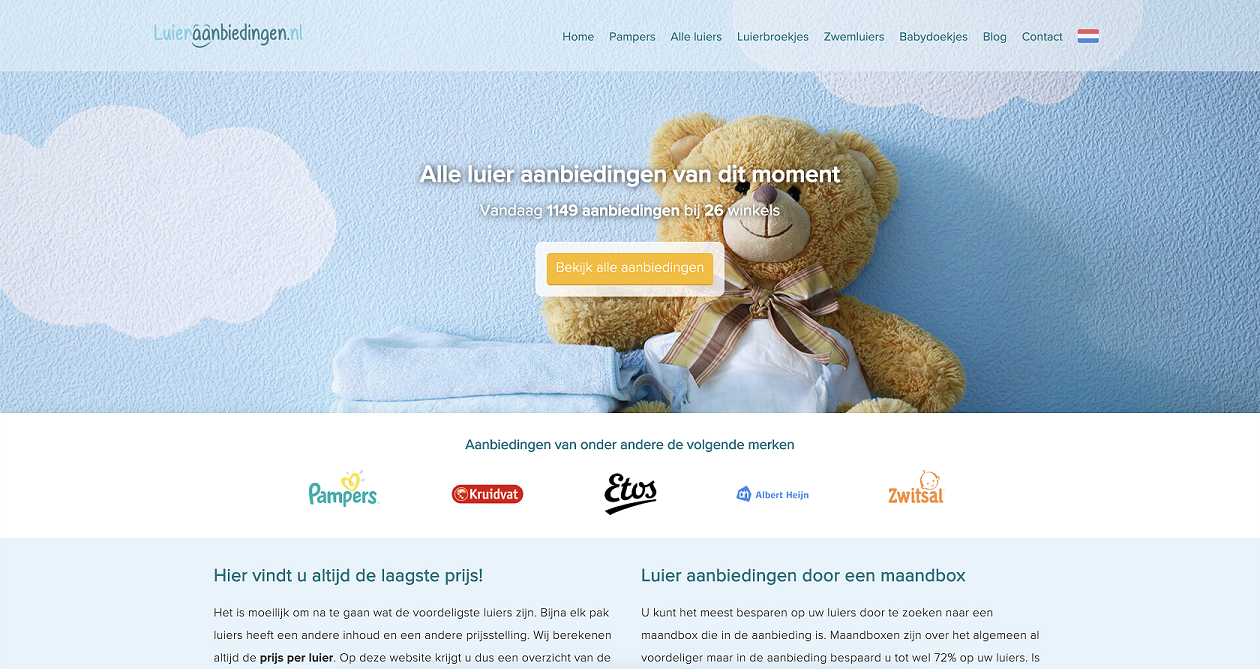 Luieraanbiedingen.nl
Home Pampers Alle luiers Luierbroekjes Zwemluiers Babydoekjes Blog Contact
Alle luier aanbiedingen van dit moment
Vandaag 1149 aanbiedingen bij 26 winkels
Bekijk alle aanbiedingen
Aanbiedingen van onder andere de volgende merken
Pampers Kruidvat Etos Albert Heijn Zwitsal
Hier vindt u altijd de laagste prijs!
Het is moeilijk om na te gaan wat de voordeligste luiers zijn. Bijna elk pak
luiers heeft een andere inhoud en een andere prijsstelling. Wij berekenen
altijd de prijs per luier. Op deze website krijgt u dus een overzicht van de
Luier aanbiedingen door een maandbox
U kunt het meest besparen op uw luiers door te zoeken naar een
maandbox die in de aanbieding is. Maandboxen zijn over het algemeen al
voordeliger maar in de aanbieding bespaard u tot wel 72% op uw luiers. Is